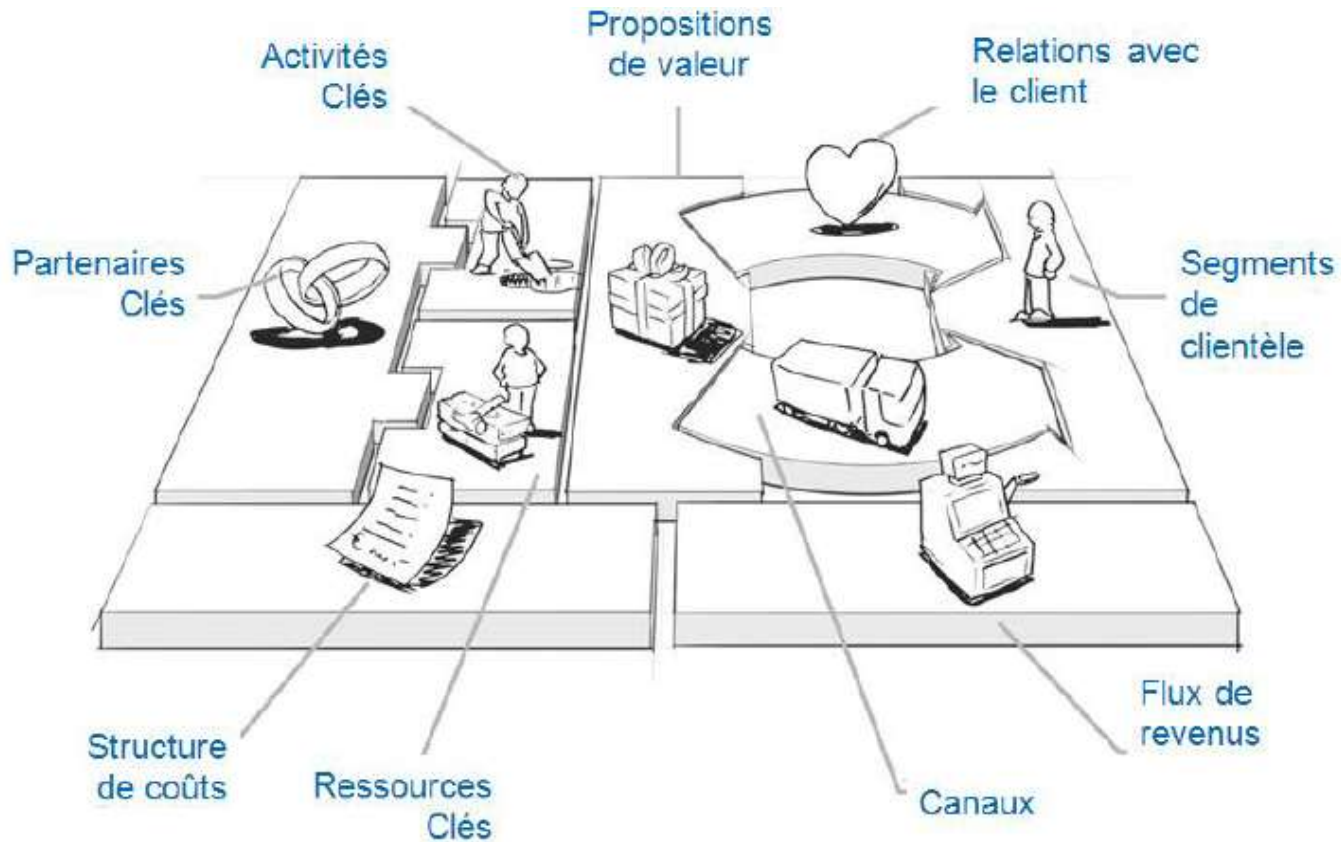 Propositions
de valeur
Activités
Clés
Relations avec
le client
Partenaires
Clés
Segments
de
clientèle
Structure
de coûts
Ressources
Clés
Canaux
Flux de
revenus